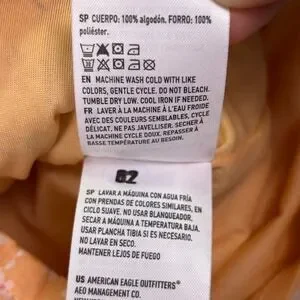 SP CUERPO: 100% algodón. FORRO: 100%
poliéster.
EN MACHINE WASH COLD WITH LIKE
COLORS, GENTLE CYCLE. DO NOT BLEACH.
TUMBLE DRY LOW. COOL IRON IF NEEDED.
FR LAVER À LA MACHINE À L'EAU FROIDE
AVEC DES COULEURS SEMBLABLES, CYCLE
DÉLICAT. NE PAS JAVELLISER. SÉCHER À
LA MACHINE DOUX. REPASSER À
BASSE TEMPÉRATURE AU BESOIN.
02
SP LAVAR A MÁQUINA CON AGUA FRÍA
CON PRENDAS DE COLORES SIMILARES, EN
CICLO SUAVE. NO USAR BLANQUEADOR.
SECAR A MÁQUINA A TEMPERATURA BAJA.
USAR PLANCHA TIBIA SI ES NECESARIO.
NO LAVAR EN SECO.
MANTENER LEJOS DE FUEGO
US AMERICAN EAGLE OUTFITTERS®
AEO MANAGEMENT CO.